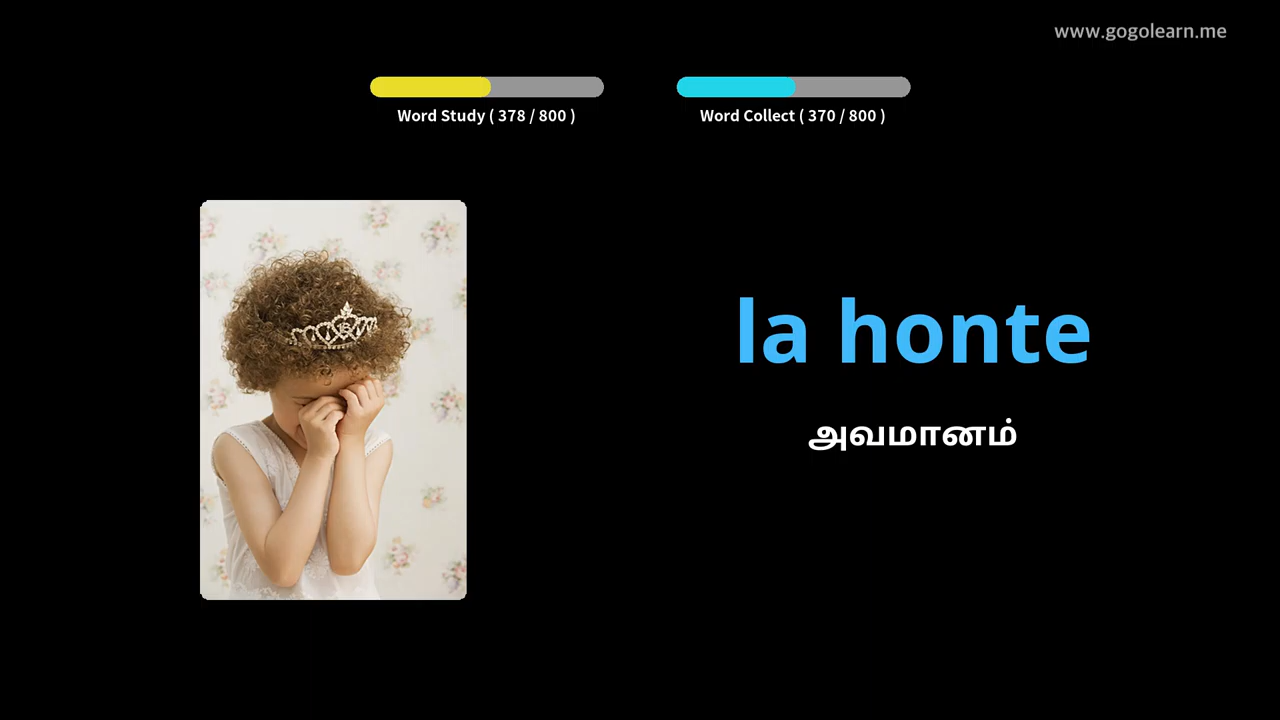 www.gogolearn.me
Word Study ( 378 / 800 )
Word Collect ( 370 / 800 )
la honte
அவமானம்